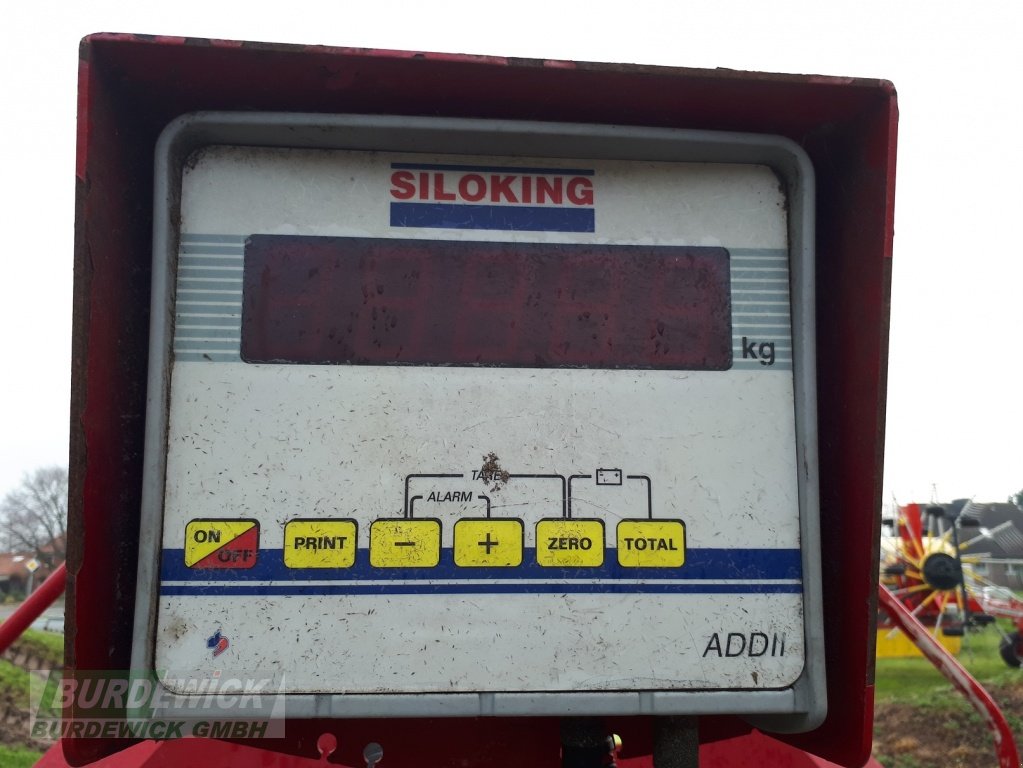 SILOKING
kg
TARE
ALARM
ON
OFF
PRINT
−
+
ZERO
TOTAL
ADDII
BURDEWICK
BURDEWICK GMBH